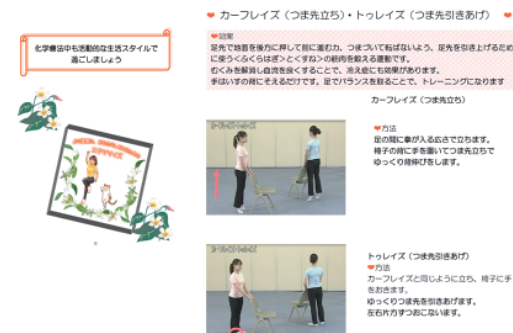 化学療法中も活動的な生活スタイルで
過ごしましょう
カーフレイズ（つま先立ち）・トゥレイズ（つま先引きあげ）
効果
足先で地面を後方に押して前に進む力、つまづいて転ばないよう、足先を引き上げるため
に使うくふくらはぎ＞とくすね＞の筋肉を鍛える運動です。
むくみを解消し血流を良くすることで、冷え症にも効果があります。
手はいすの背にそえるだけです。足でバランスを取ることで、トレーニングになります
カーフレイズ（つま先立ち）
方法
足の間に拳が入る広さで立ちます。
椅子の背に手を置いてつま先立ちで
ゆっくり背伸びをします。
トゥレイズ（つま先引きあげ）
方法
カーフレイズと同じように立ち、椅子に手
をおきます。
ゆっくりつま先を引きあげます。
左右片方ずつおこないます。